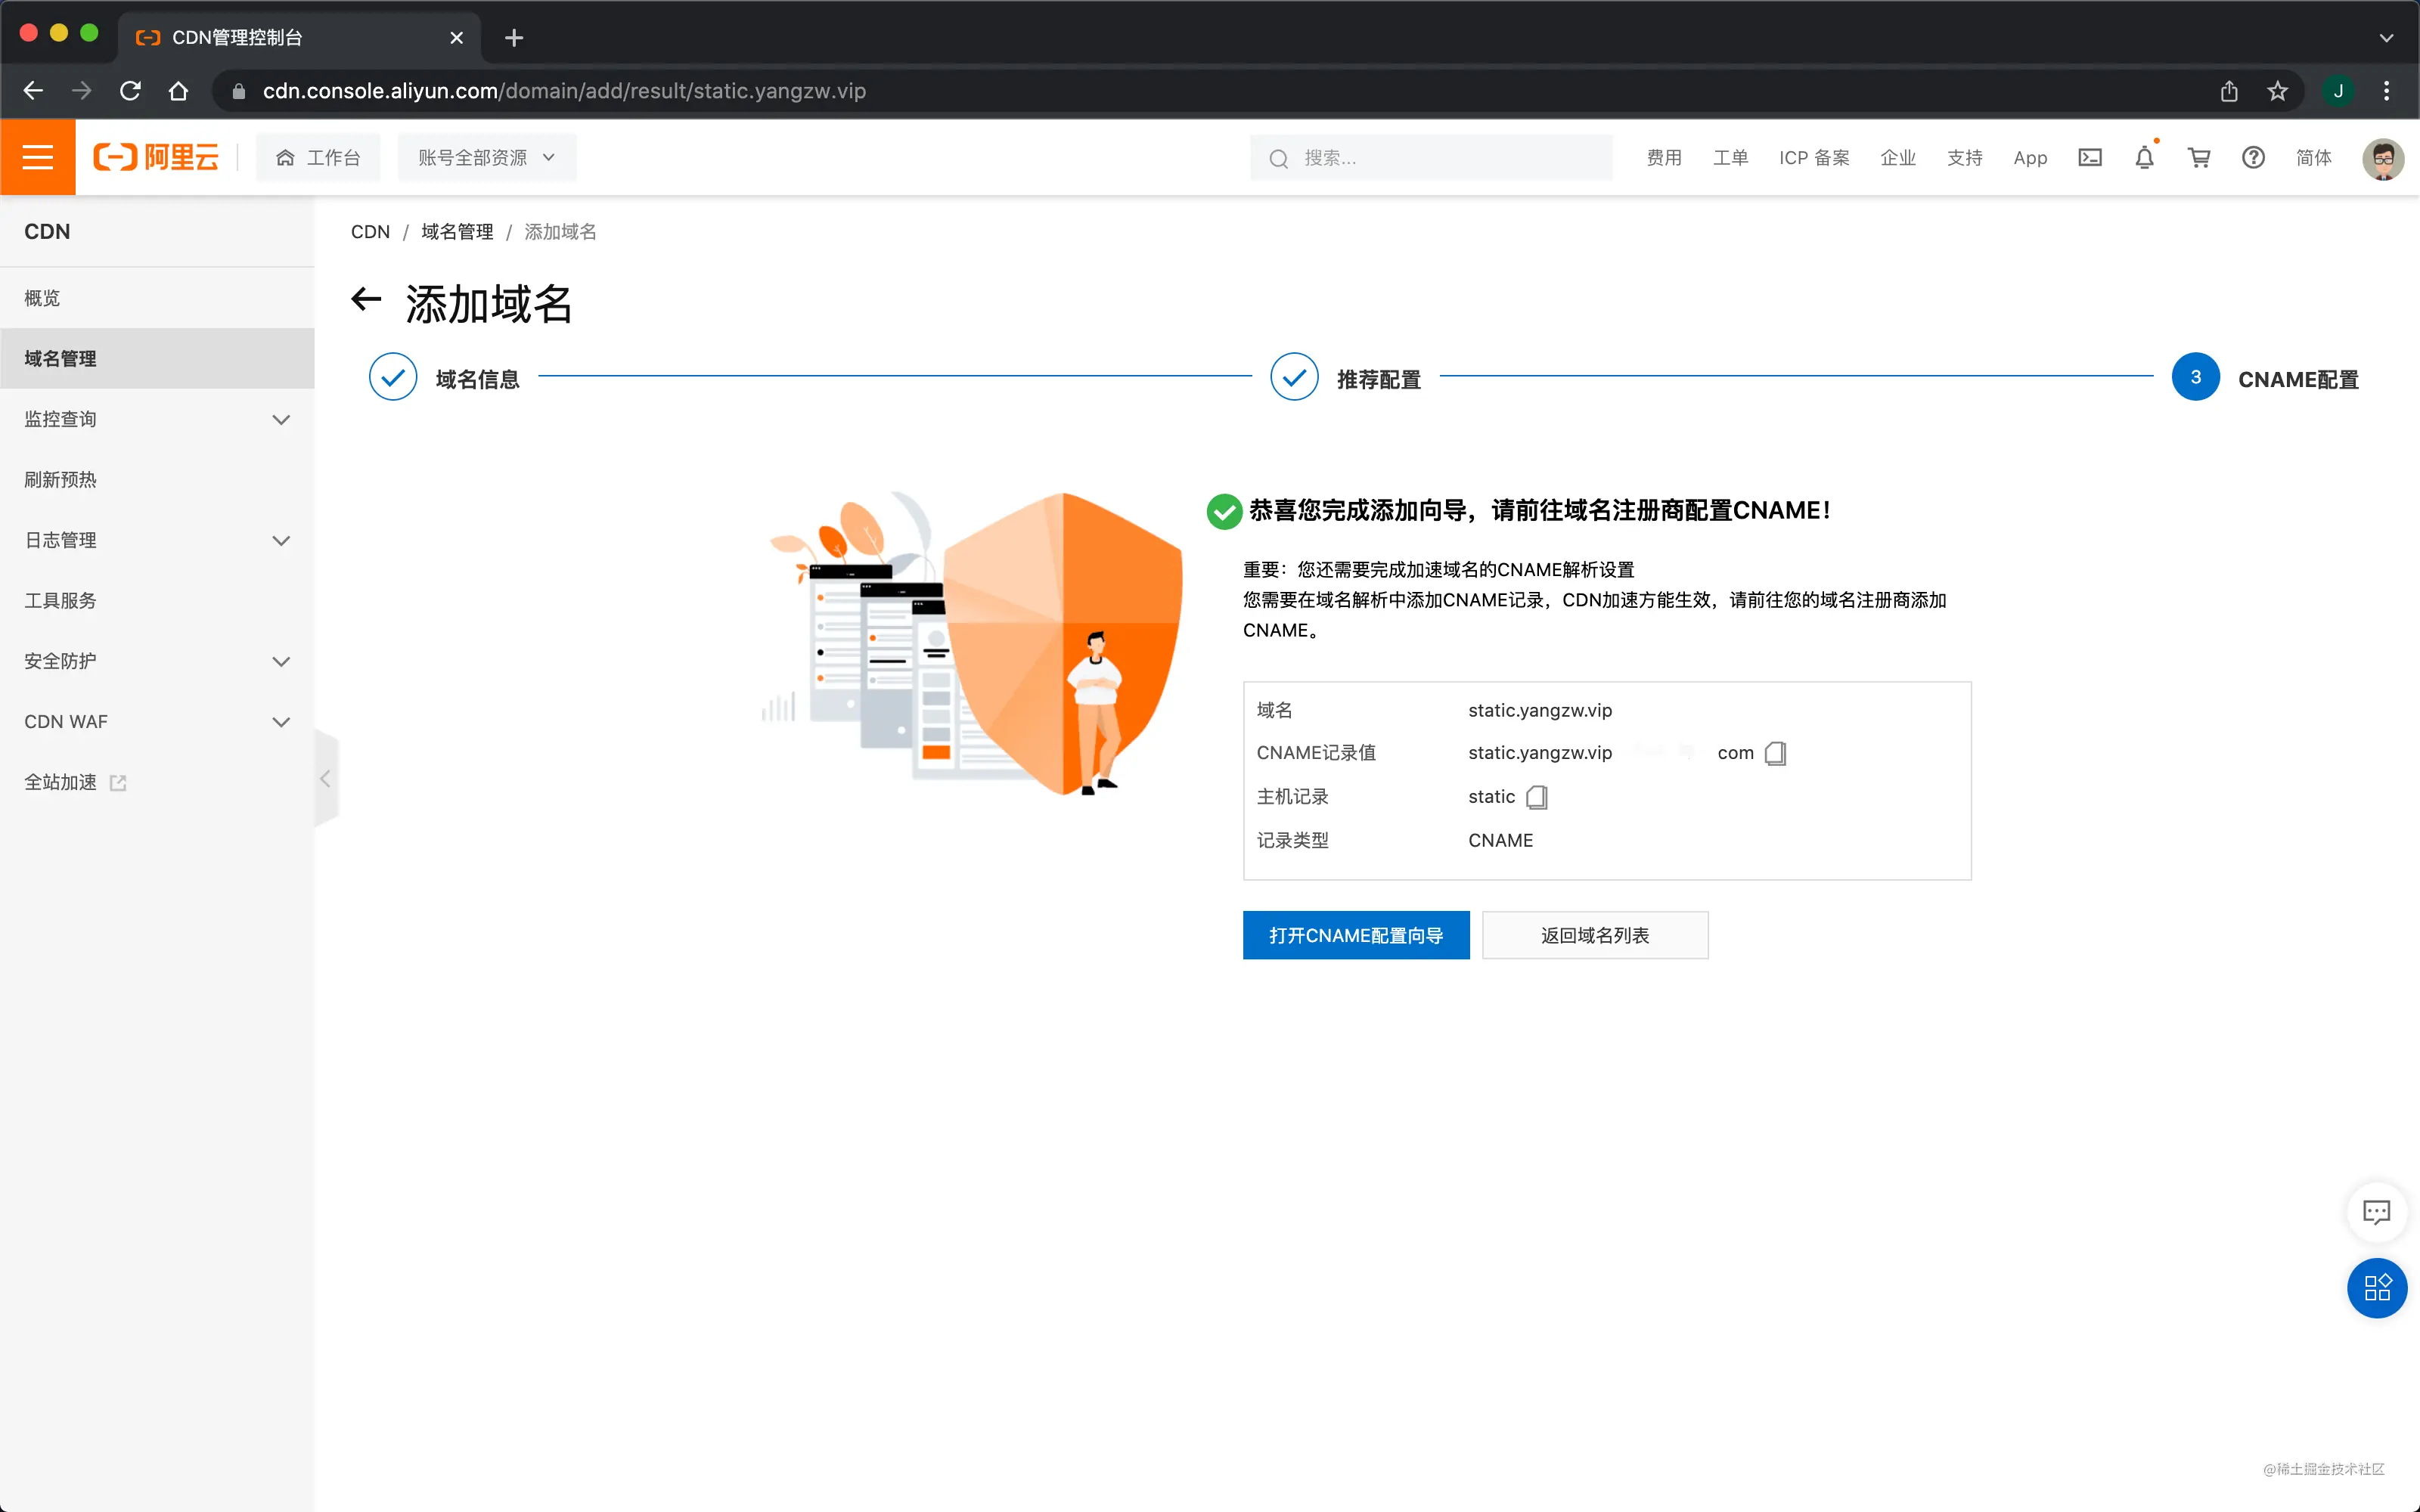 CDN管理控制台
cdn.console.aliyun.com/domain/add/result/static.yangzw.vip
阿里云
工作台
账号全部资源
搜索...
费用
工单
ICP 备案
企业
支持
App
简体
J
CDN
概览
域名管理
监控查询
刷新预热
日志管理
工具服务
安全防护
CDN WAF
全站加速
CDN / 域名管理 / 添加域名
添加域名
域名信息
推荐配置
3 CNAME配置
恭喜您完成添加向导，请前往域名注册商配置CNAME！
重要：您还需要完成加速域名的CNAME解析设置
您需要在域名解析中添加CNAME记录，CDN加速方能生效，请前往您的域名注册商添加
CNAME。
域名 static.yangzw.vip
CNAME记录值 static.yangzw.vip com
主机记录 static
记录类型 CNAME
打开CNAME配置向导
返回域名列表
@稀土掘金技术社区